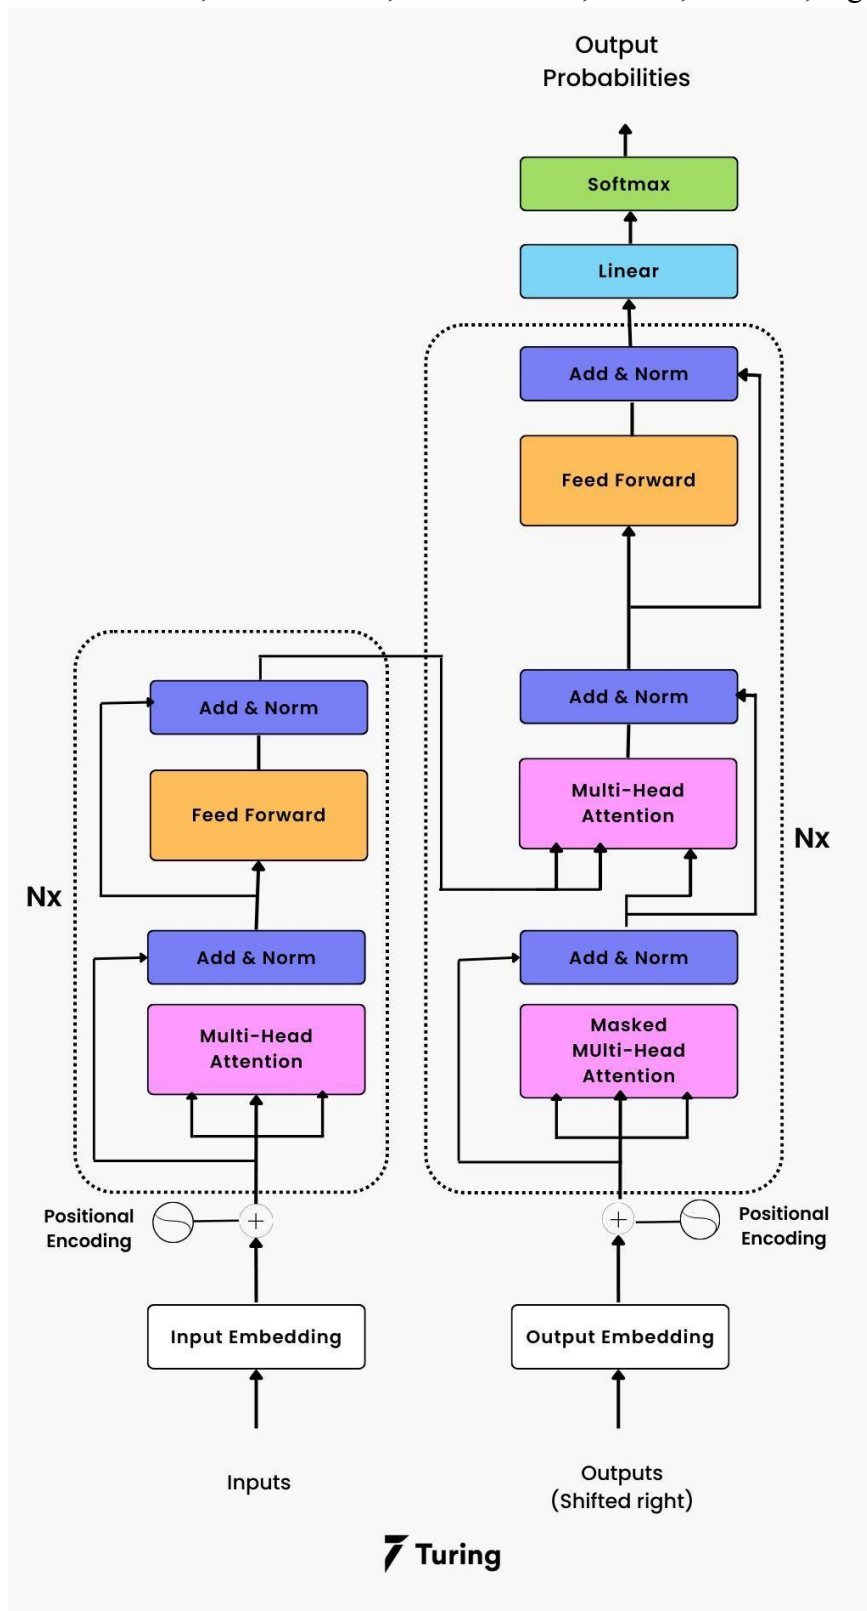 Output
Probabilities
Softmax
Linear
Add & Norm
Feed Forward
Add & Norm
Multi-Head
Attention
Nx
Add & Norm
Masked
MUlti-Head
Attention
Positional
Encoding
Output Embedding
Outputs
(Shifted right)
Add & Norm
Feed Forward
Nx
Add & Norm
Multi-Head
Attention
Positional
Encoding
Input Embedding
Inputs
Turing